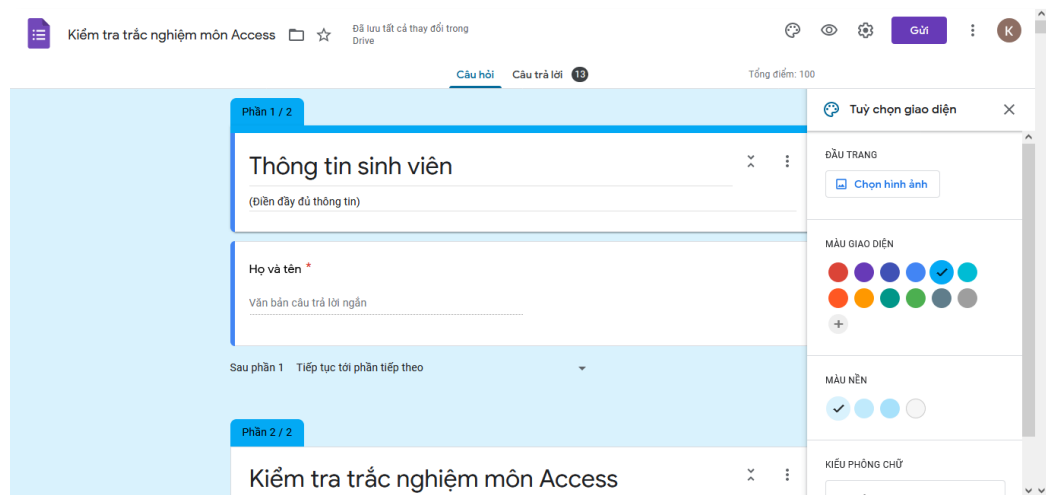 Kiểm tra trắc nghiệm môn Access
Đã lưu tất cả thay đổi trong
Drive
Gửi
K
Câu hỏi
Câu trả lời 13
Tổng điểm: 100
Phần 1 / 2
Thông tin sinh viên
(Điền đầy đủ thông tin)
Họ và tên *
Văn bản câu trả lời ngắn
Sau phần 1 Tiếp tục tới phần tiếp theo
Phần 2 / 2
Kiểm tra trắc nghiệm môn Access
Tuỳ chọn giao diện
ĐẦU TRANG
Chọn hình ảnh
MÀU GIAO DIỆN
MÀU NỀN
KIỂU PHÔNG CHỮ